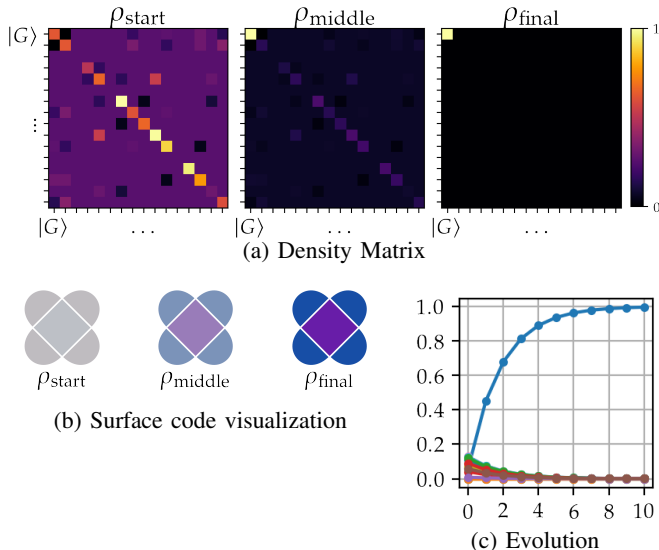 ρstart ρmiddle ρfinal
|G⟩
...
1
0
|G⟩ ... |G⟩ ... |G⟩ ...
(a) Density Matrix
ρstart ρmiddle ρfinal
(b) Surface code visualization
1.0
0.8
0.6
0.4
0.2
0.0
0 2 4 6 8 10
(c) Evolution